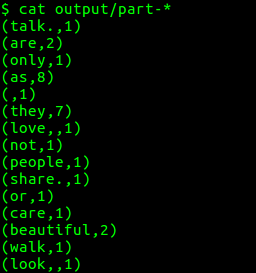 $ cat output/part-*
(talk.,1)
(are,2)
(only,1)
(as,8)
(,1)
(they,7)
(love,,1)
(not,1)
(people,1)
(share.,1)
(or,1)
(care,1)
(beautiful,2)
(walk,1)
(look,,1)